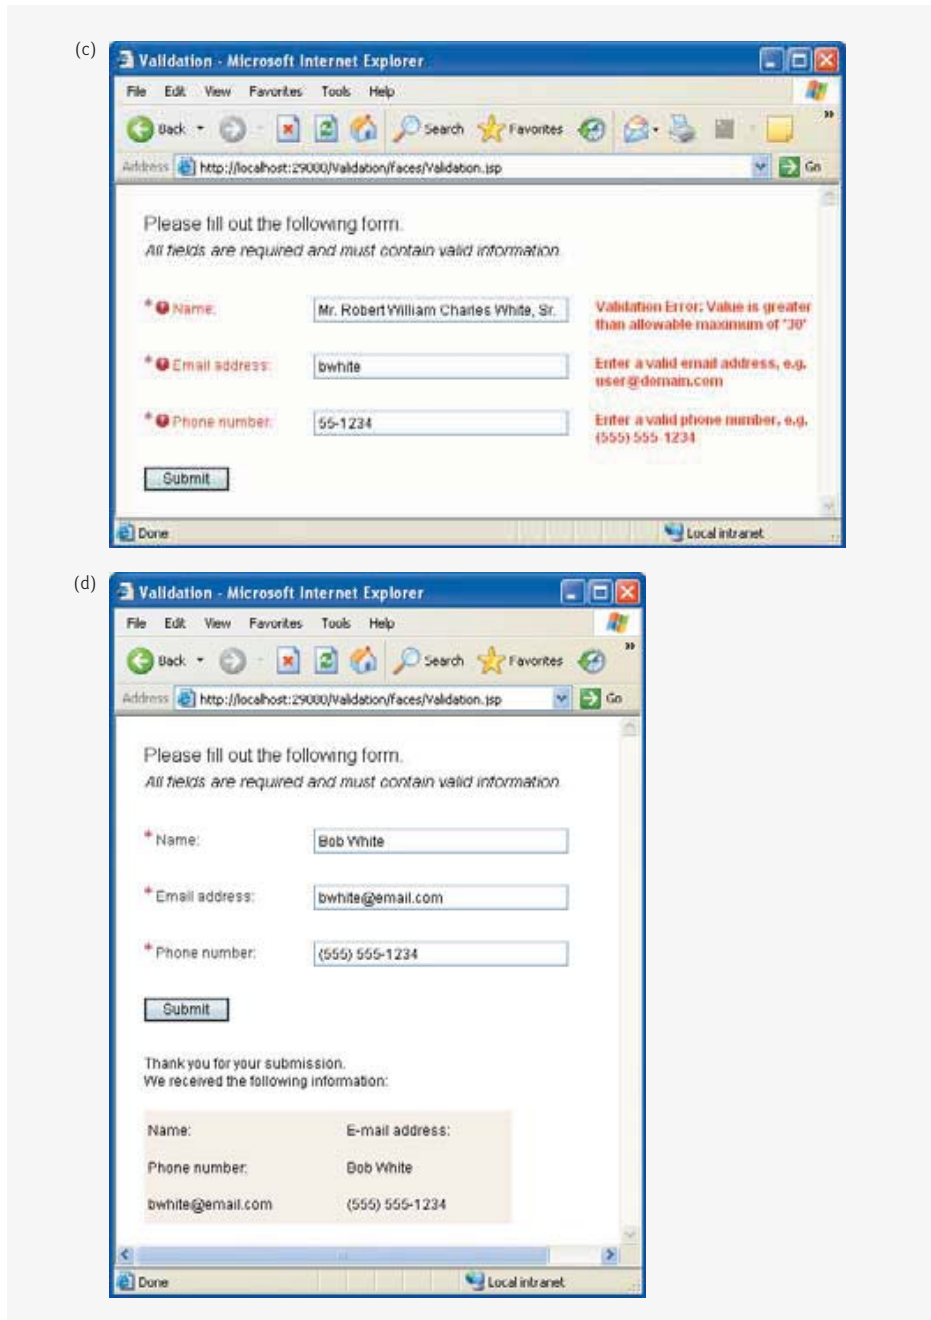 (c)
Validation - Microsoft Internet Explorer
File Edit View Favorites Tools Help
Back Search Favorites »
Address http://localhost:29000/Validation/faces/Validation.jsp Go
Please fill out the following form.
All fields are required and must contain valid information.
* Name: Mr. Robert William Charles White, Sr. Validation Error: Value is greater
than allowable maximum of "30"
* Email address: bwhite Enter a valid email address, e.g.
user@domain.com
* Phone number: 55-1234 Enter a valid phone number, e.g.
(555) 555-1234
Submit
Done Local intranet
(d)
Validation - Microsoft Internet Explorer
File Edit View Favorites Tools Help
Back Search Favorites »
Address http://localhost:29000/Validation/faces/Validation.jsp Go
Please fill out the following form.
All fields are required and must contain valid information.
* Name: Bob White
* Email address: bwhite@email.com
* Phone number: (555) 555-1234
Submit
Thank you for your submission.
We received the following information:
Name: E-mail address:
Phone number: Bob White
bwhite@email.com (555) 555-1234
Done Local intranet